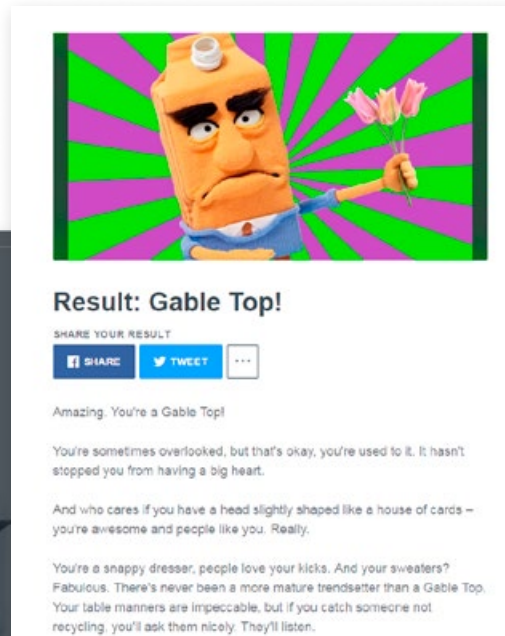 Result: Gable Top!
SHARE YOUR RESULT
SHARE
TWEET
Amazing. You're a Gable Top!
You're sometimes overlooked, but that's okay, you're used to it. It hasn't
stopped you from having a big heart.
And who cares if you have a head slightly shaped like a house of cards –
you're awesome and people like you. Really.
You're a snappy dresser, people love your kicks. And your sweaters?
Fabulous. There's never been a more mature trendsetter than a Gable Top.
Your table manners are impeccable, but if you catch someone not
recycling, you'll ask them nicely. They'll listen.